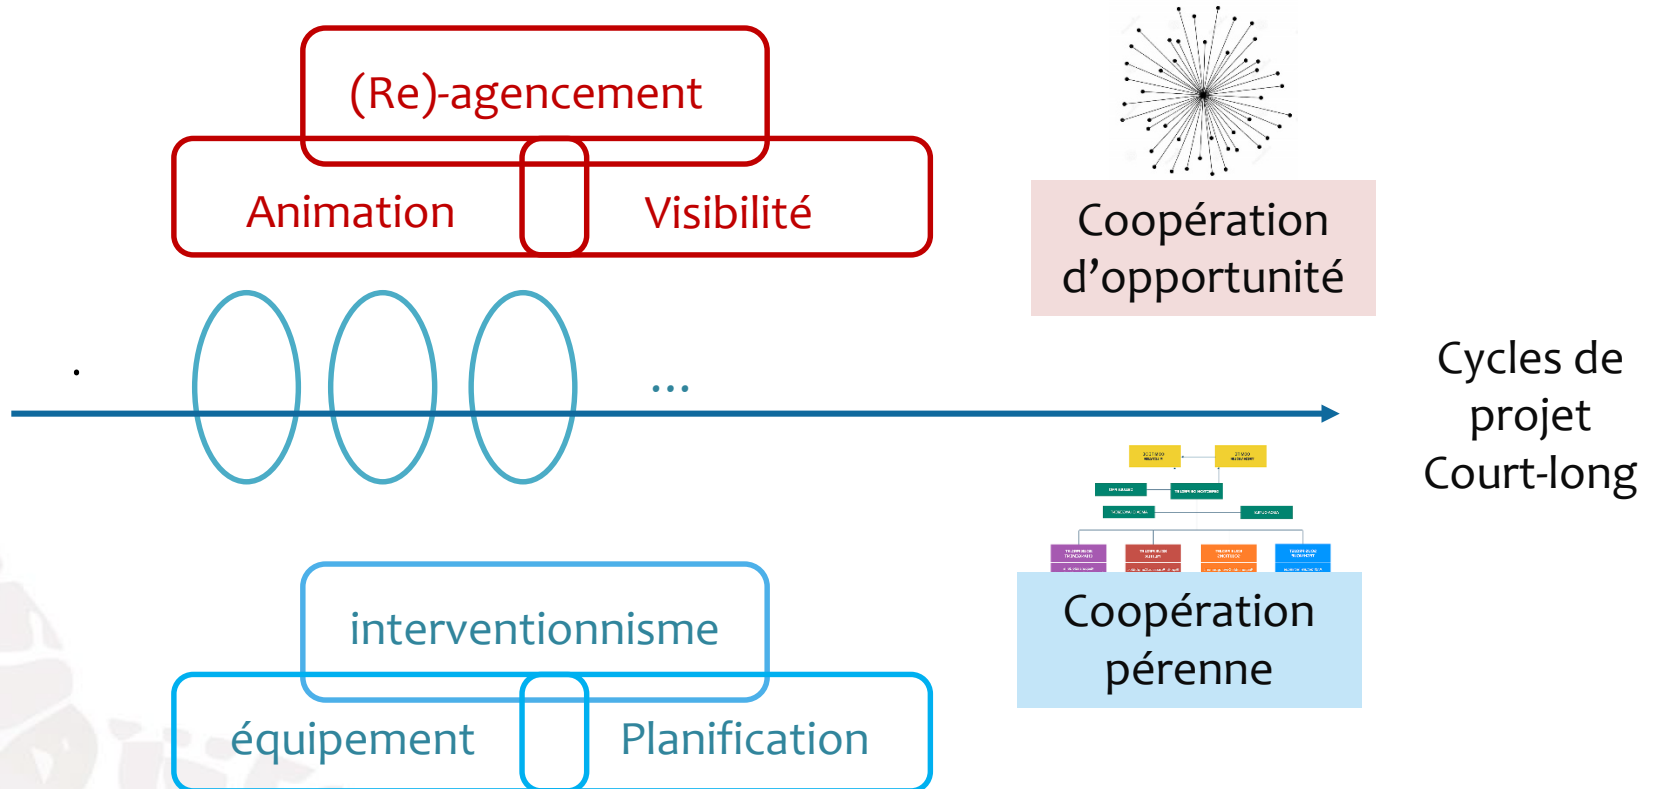 (Re)-agencement
Animation
Visibilité
Coopération
d’opportunité
.
...
Cycles de
projet
Court-long
interventionnisme
équipement
Planification
Coopération
pérenne